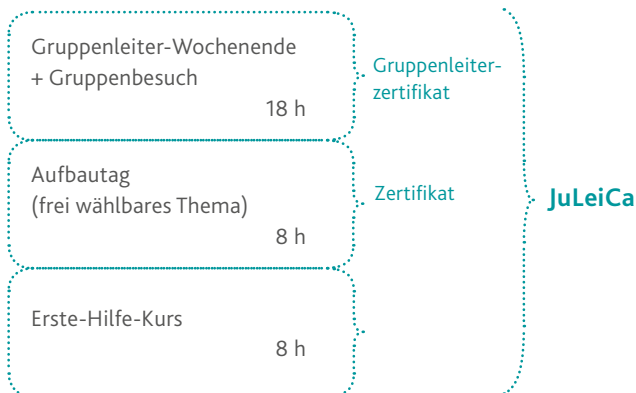 Gruppenleiter-Wochenende
+ Gruppenbesuch
18 h
Gruppenleiter-
zertifikat
Aufbautag
(frei wählbares Thema)
8 h
Zertifikat
JuLeiCa
Erste-Hilfe-Kurs
8 h